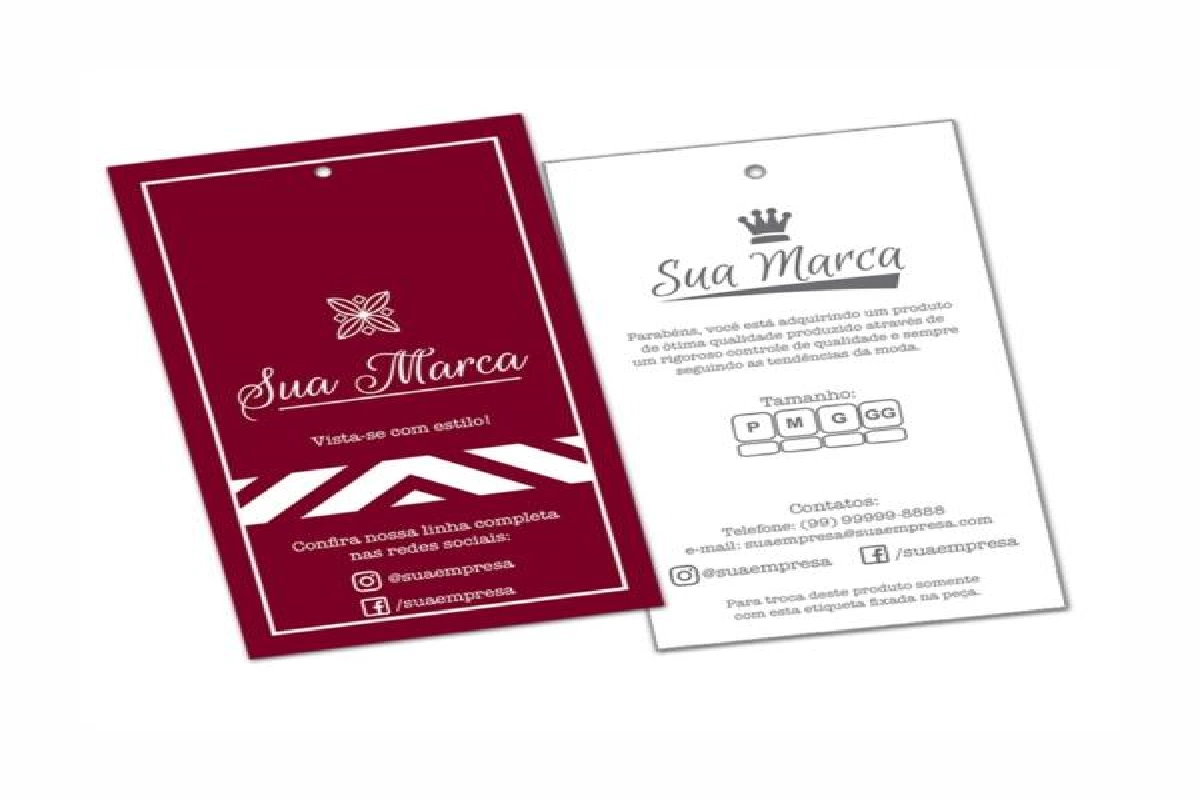 Sua Marca
Vista-se com estilo!
Confira nossa linha completa
nas redes sociais:
@suaempresa
/suaempresa
Sua Marca
Parabéns, você está adquirindo um produto
de ótima qualidade produzido através de
um rigoroso controle de qualidade e sempre
seguindo as tendências da moda.
Tamanho:
P M G GG
Contatos:
Telefone: (99) 99999-8888
e-mail: suaempresa@suaempresa.com
@suaempresa /suaempresa
Para troca deste produto somente
com esta etiqueta fixada na peça.